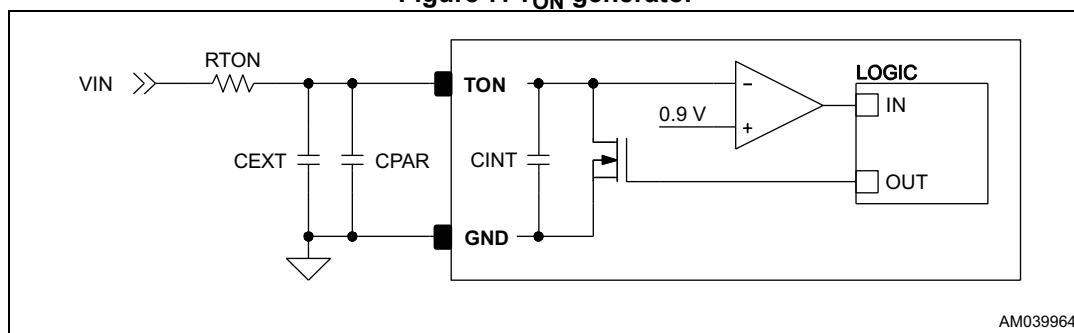 Figure 7. TON generator
RTON
VIN
TON
LOGIC
IN
0.9 V
CEXT
CPAR
CINT
OUT
GND
AM039964